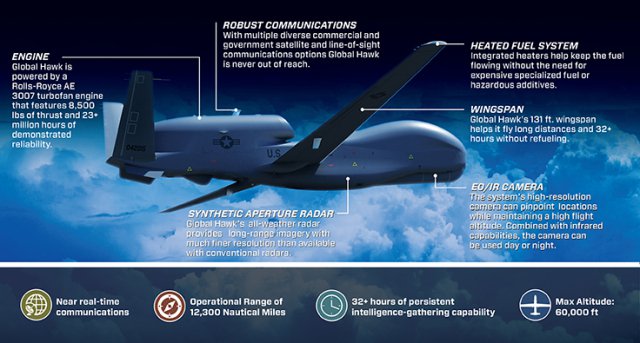 ROBUST COMMUNICATIONS
With multiple diverse commercial and
government satellite and line-of-sight
communications options Global Hawk
is never out of reach.
ENGINE
Global Hawk is
powered by a
Rolls-Royce AE
3007 turbofan engine
that features 8,500
lbs of thrust and 23+
million hours of
demonstrated
reliability.
HEATED FUEL SYSTEM
Integrated heaters help keep the fuel
flowing without the need for
expensive specialized fuel or
hazardous additives.
WINGSPAN
Global Hawk's 131 ft. wingspan
helps it fly long distances and 32+
hours without refueling.
U.S.
EO/IR CAMERA
The system's high-resolution
camera can pinpoint locations
while maintaining a high flight
altitude. Combined with infrared
capabilities, the camera can
be used day or night.
SYNTHETIC APERTURE RADAR
Global Hawk's all-weather radar
provides long-range imagery with
much finer resolution than available
with conventional radars.
Near real-time
communications
Operational Range of
12,300 Nautical Miles
32+ hours of persistent
intelligence-gathering capability
Max Altitude:
60,000 ft